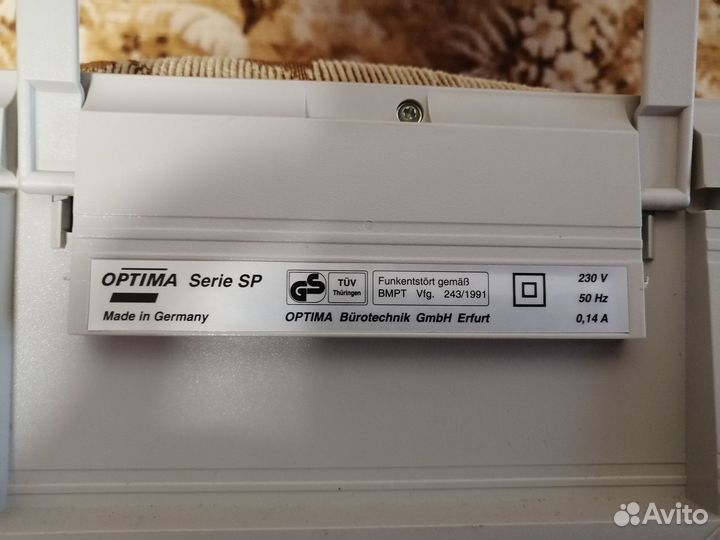 OPTIMA Serie SP
Made in Germany
GS
TÜV
Thüringen
Funkentstört gemäß
BMPT Vfg. 243/1991
OPTIMA Bürotechnik GmbH Erfurt
230 V
50 Hz
0,14 A
Avito